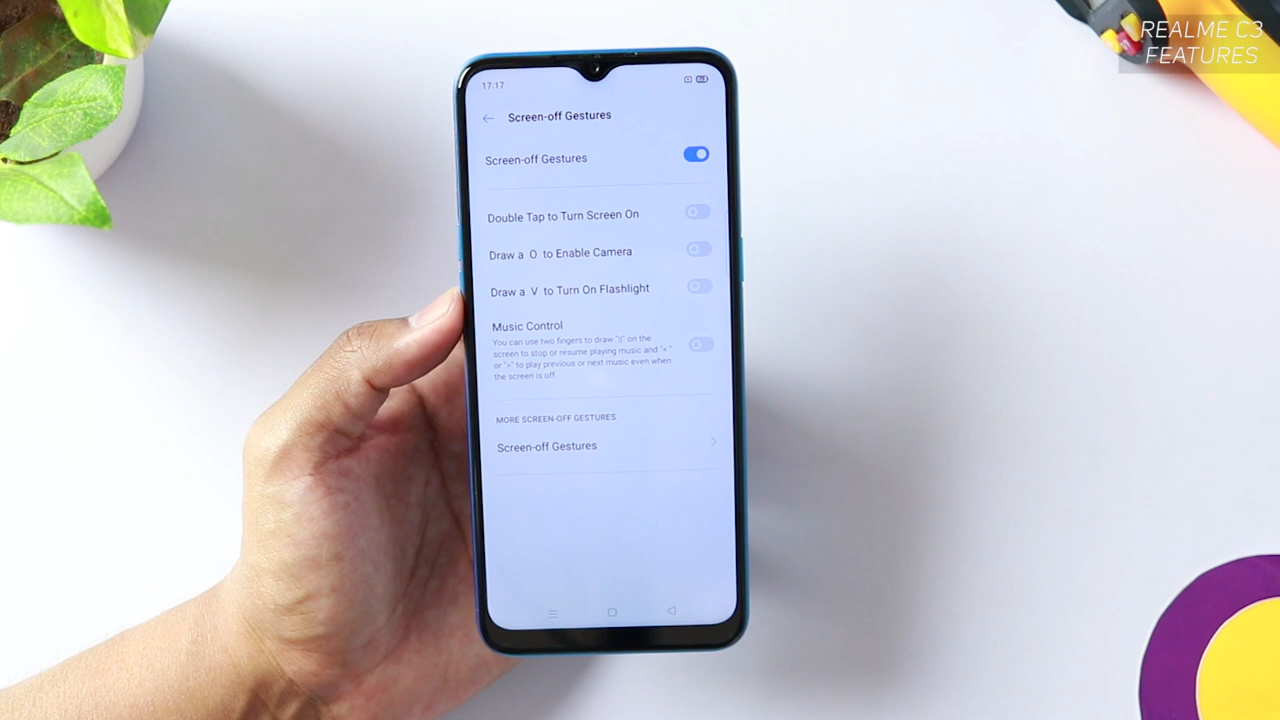 REALME C3
FEATURES
17:17
Screen-off Gestures
Screen-off Gestures
Double Tap to Turn Screen On
Draw a O to Enable Camera
Draw a V to Turn On Flashlight
Music Control
You can use two fingers to draw "||" on the
screen to stop or resume playing music and "<"
or ">" to play previous or next music even when
the screen is off.
MORE SCREEN-OFF GESTURES
Screen-off Gestures